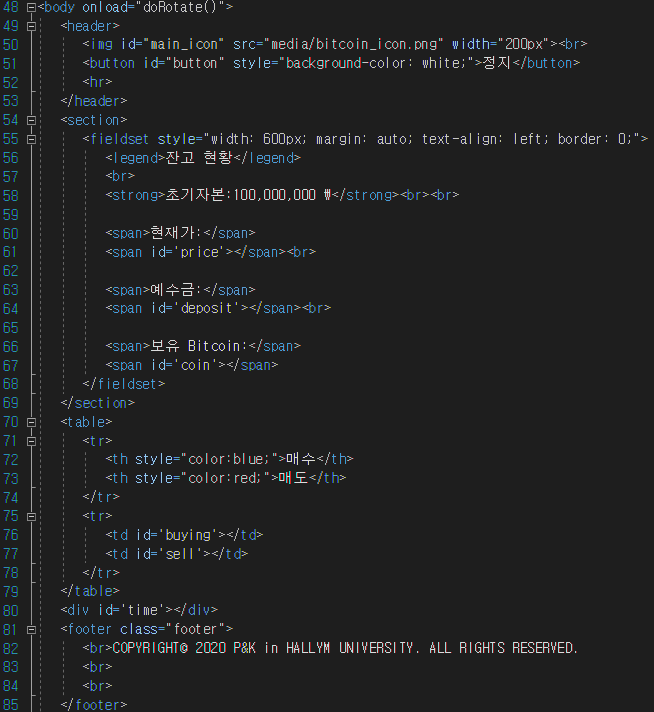 48 <body onload="doRotate()">
49 <header>
50 <img id="main_icon" src="media/bitcoin_icon.png" width="200px"><br>
51 <button id="button" style="background-color: white;">정지</button>
52 <hr>
53 </header>
54 <section>
55 <fieldset style="width: 600px; margin: auto; text-align: left; border: 0;">
56 <legend>잔고 현황</legend>
57 <br>
58 <strong>초기자본:100,000,000 ₩</strong><br><br>
59
60 <span>현재가:</span>
61 <span id='price'></span><br>
62
63 <span>예수금:</span>
64 <span id='deposit'></span><br>
65
66 <span>보유 Bitcoin:</span>
67 <span id='coin'></span>
68 </fieldset>
69 </section>
70 <table>
71 <tr>
72 <th style="color:blue;">매수</th>
73 <th style="color:red;">매도</th>
74 </tr>
75 <tr>
76 <td id='buying'></td>
77 <td id='sell'></td>
78 </tr>
79 </table>
80 <div id='time'></div>
81 <footer class="footer">
82 <br>COPYRIGHT© 2020 P&K in HALLYM UNIVERSITY. ALL RIGHTS RESERVED.
83 <br>
84 <br>
85 </footer>